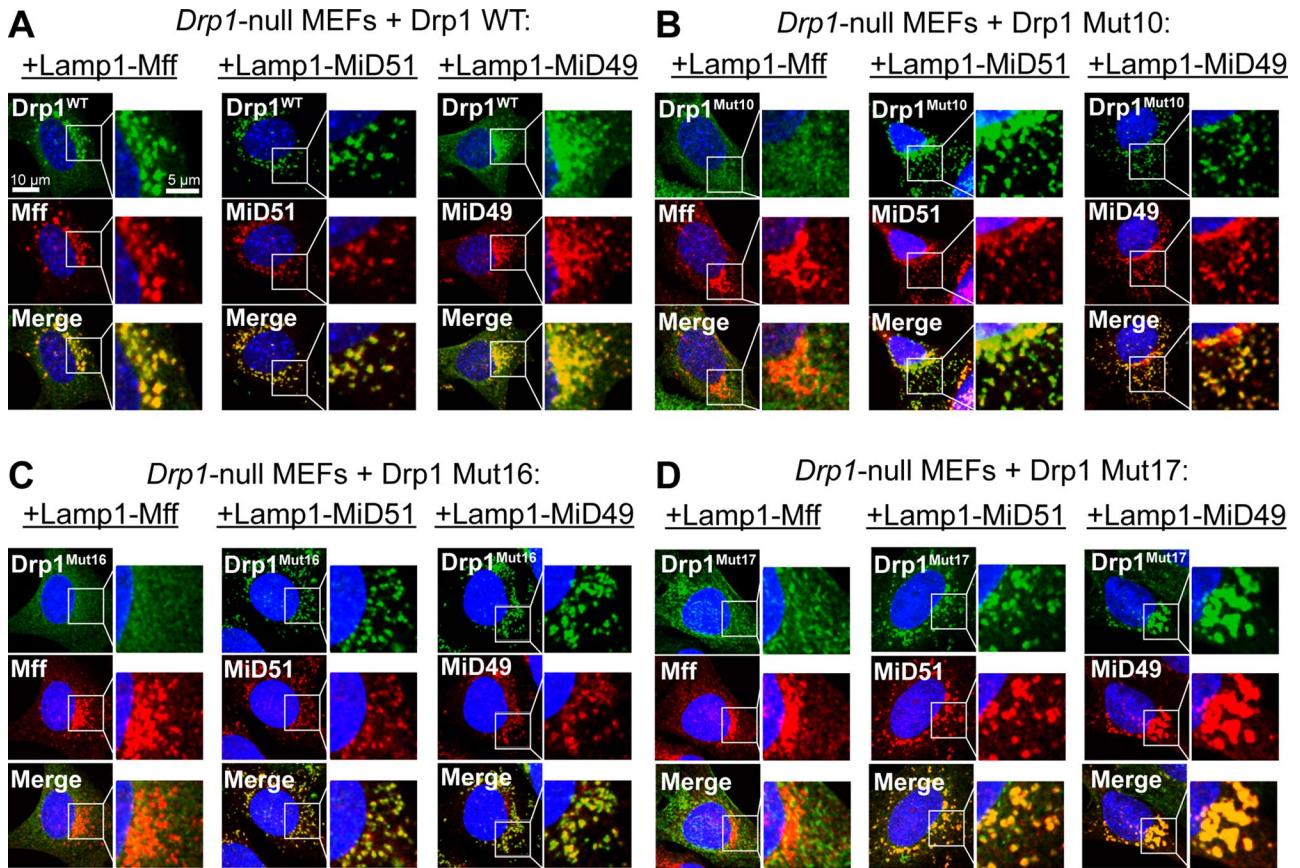 A
Drp1-null MEFs + Drp1 WT:
+Lamp1-Mff +Lamp1-MiD51 +Lamp1-MiD49
Drp1WT Drp1WT Drp1WT
10 µm 5 µm
Mff MiD51 MiD49
Merge Merge Merge
B
Drp1-null MEFs + Drp1 Mut10:
+Lamp1-Mff +Lamp1-MiD51 +Lamp1-MiD49
Drp1Mut10 Drp1Mut10 Drp1Mut10
Mff MiD51 MiD49
Merge Merge Merge
C
Drp1-null MEFs + Drp1 Mut16:
+Lamp1-Mff +Lamp1-MiD51 +Lamp1-MiD49
Drp1Mut16 Drp1Mut16 Drp1Mut16
Mff MiD51 MiD49
Merge Merge Merge
D
Drp1-null MEFs + Drp1 Mut17:
+Lamp1-Mff +Lamp1-MiD51 +Lamp1-MiD49
Drp1Mut17 Drp1Mut17 Drp1Mut17
Mff MiD51 MiD49
Merge Merge Merge